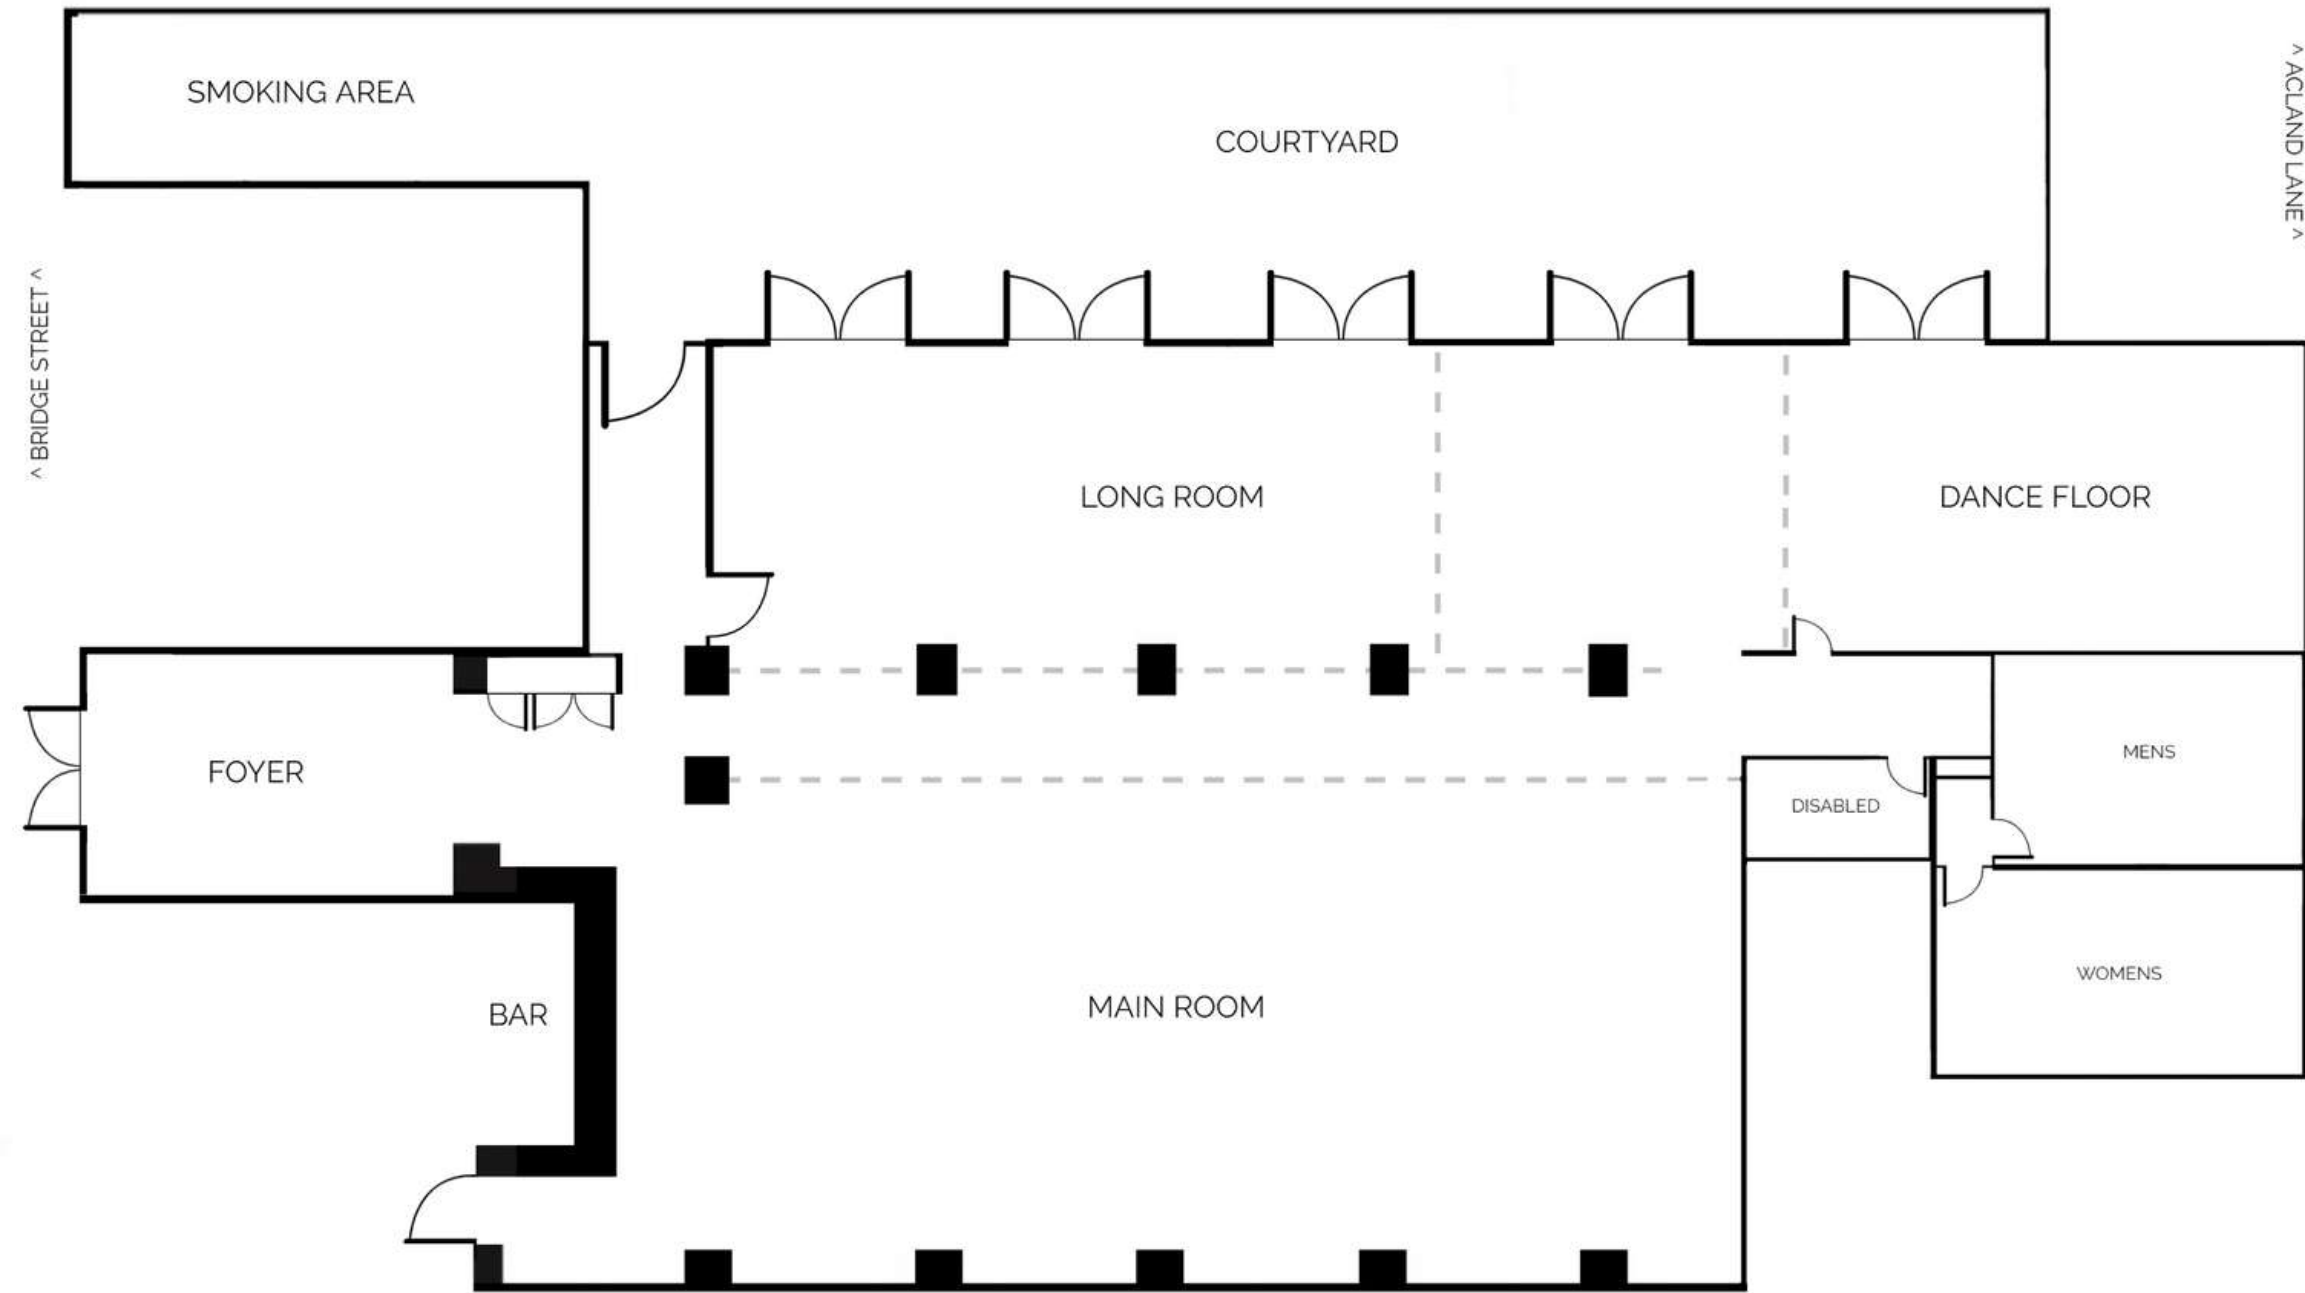 SMOKING AREA
COURTYARD
^ ACLAND LANE ^
^ BRIDGE STREET ^
LONG ROOM
DANCE FLOOR
FOYER
MENS
DISABLED
BAR
MAIN ROOM
WOMENS